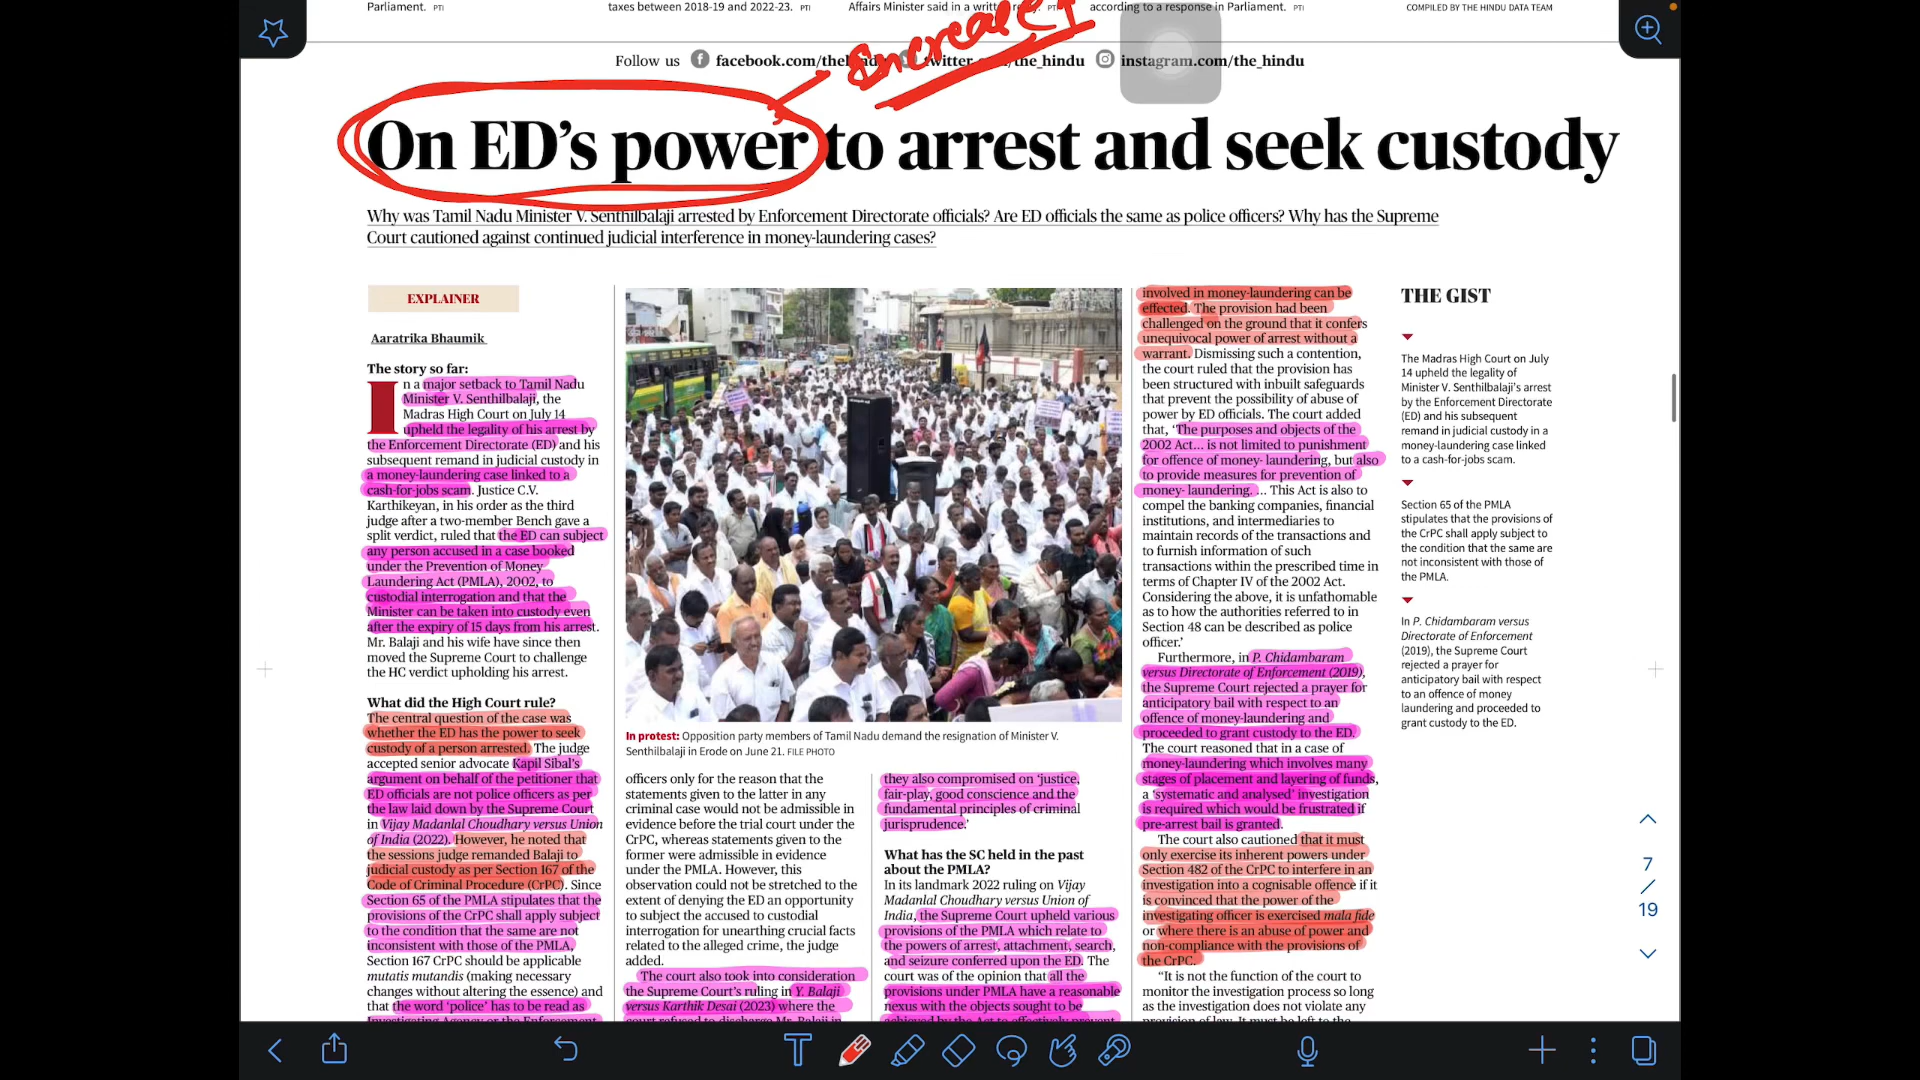 Parliament. PTI
taxes between 2018-19 and 2022-23. PTI
Affairs Minister said in a written PTI
according to a response in Parliament. PTI
COMPILED BY THE HINDU DATA TEAM
Increase↑
Follow us facebook.com/thehindu twitter.com/the_hindu instagram.com/the_hindu
On ED's power to arrest and seek custody
Why was Tamil Nadu Minister V. Senthilbalaji arrested by Enforcement Directorate officials? Are ED officials the same as police officers? Why has the Supreme
Court cautioned against continued judicial interference in money-laundering cases?
EXPLAINER
Aaratrika Bhaumik
The story so far:
In a major setback to Tamil Nadu
Minister V. Senthilbalaji, the
Madras High Court on July 14
upheld the legality of his arrest by
the Enforcement Directorate (ED) and his
subsequent remand in judicial custody in
a money-laundering case linked to a
cash-for-jobs scam. Justice C.V.
Karthikeyan, in his order as the third
judge after a two-member Bench gave a
split verdict, ruled that the ED can subject
any person accused in a case booked
under the Prevention of Money
Laundering Act (PMLA), 2002, to
custodial interrogation and that the
Minister can be taken into custody even
after the expiry of 15 days from his arrest.
Mr. Balaji and his wife have since then
moved the Supreme Court to challenge
the HC verdict upholding his arrest.
What did the High Court rule?
The central question of the case was
whether the ED has the power to seek
custody of a person arrested. The judge
accepted senior advocate Kapil Sibal's
argument on behalf of the petitioner that
ED officials are not police officers as per
the law laid down by the Supreme Court
in Vijay Madanlal Choudhary versus Union
of India (2022). However, he noted that
the sessions judge remanded Balaji to
judicial custody as per Section 167 of the
Code of Criminal Procedure (CrPC). Since
Section 65 of the PMLA stipulates that the
provisions of the CrPC shall apply subject
to the condition that the same are not
inconsistent with those of the PMLA,
Section 167 CrPC should be applicable
mutatis mutandis (making necessary
changes without altering the essence) and
that the word 'police' has to be read as
Investigating Agency or the Enforcement
In protest: Opposition party members of Tamil Nadu demand the resignation of Minister V.
Senthilbalaji in Erode on June 21. FILE PHOTO
officers only for the reason that the
statements given to the latter in any
criminal case would not be admissible in
evidence before the trial court under the
CrPC, whereas statements given to the
former were admissible in evidence
under the PMLA. However, this
observation could not be stretched to the
extent of denying the ED an opportunity
to subject the accused to custodial
interrogation for unearthing crucial facts
related to the alleged crime, the judge
added.
The court also took into consideration
the Supreme Court's ruling in Y. Balaji
versus Karthik Desai (2023) where the
court refused to discharge Mr. Balaji in
they also compromised on 'justice,
fair-play, good conscience and the
fundamental principles of criminal
jurisprudence.'
What has the SC held in the past
about the PMLA?
In its landmark 2022 ruling on Vijay
Madanlal Choudhary versus Union of
India, the Supreme Court upheld various
provisions of the PMLA which relate to
the powers of arrest, attachment, search,
and seizure conferred upon the ED. The
court was of the opinion that all the
provisions under PMLA have a reasonable
nexus with the objects sought to be
achieved by the Act to effectively prevent
involved in money-laundering can be
effected. The provision had been
challenged on the ground that it confers
unequivocal power of arrest without a
warrant. Dismissing such a contention,
the court ruled that the provision has
been structured with inbuilt safeguards
that prevent the possibility of abuse of
power by ED officials. The court added
that, 'The purposes and objects of the
2002 Act... is not limited to punishment
for offence of money- laundering, but also
to provide measures for prevention of
money- laundering. ... This Act is also to
compel the banking companies, financial
institutions, and intermediaries to
maintain records of the transactions and
to furnish information of such
transactions within the prescribed time in
terms of Chapter IV of the 2002 Act.
Considering the above, it is unfathomable
as to how the authorities referred to in
Section 48 can be described as police
officer.'
Furthermore, in P. Chidambaram
versus Directorate of Enforcement (2019),
the Supreme Court rejected a prayer for
anticipatory bail with respect to an
offence of money-laundering and
proceeded to grant custody to the ED.
The court reasoned that in a case of
money-laundering which involves many
stages of placement and layering of funds,
a 'systematic and analysed' investigation
is required which would be frustrated if
pre-arrest bail is granted.
The court also cautioned that it must
only exercise its inherent powers under
Section 482 of the CrPC to interfere in an
investigation into a cognisable offence if it
is convinced that the power of the
investigating officer is exercised mala fide
or where there is an abuse of power and
non-compliance with the provisions of
the CrPC.
"It is not the function of the court to
monitor the investigation process so long
as the investigation does not violate any
provision of law. It must be left to the
THE GIST
The Madras High Court on July
14 upheld the legality of
Minister V. Senthilbalaji's arrest
by the Enforcement Directorate
(ED) and his subsequent
remand in judicial custody in a
money-laundering case linked
to a cash-for-jobs scam.
Section 65 of the PMLA
stipulates that the provisions of
the CrPC shall apply subject to
the condition that the same are
not inconsistent with those of
the PMLA.
In P. Chidambaram versus
Directorate of Enforcement
(2019), the Supreme Court
rejected a prayer for
anticipatory bail with respect
to an offence of money
laundering and proceeded to
grant custody to the ED.
7
/
19